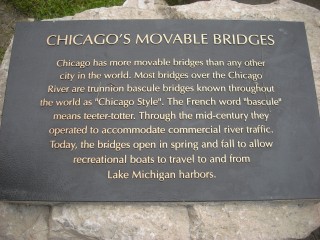 CHICAGO'S MOVABLE BRIDGES
Chicago has more movable bridges than any other
city in the world. Most bridges over the Chicago
River are trunnion bascule bridges known throughout
the world as "Chicago Style". The French word "bascule"
means teeter-totter. Through the mid-century they
operated to accommodate commercial river traffic.
Today, the bridges open in spring and fall to allow
recreational boats to travel to and from
Lake Michigan harbors.